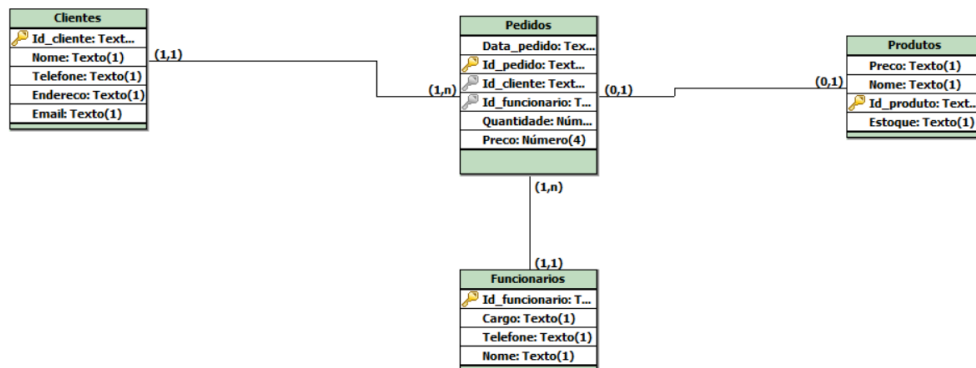 Clientes
Id_cliente: Text...
Nome: Texto(1)
Telefone: Texto(1)
Endereco: Texto(1)
Email: Texto(1)
(1,1)
(1,n)
Pedidos
Data_pedido: Tex...
Id_pedido: Text...
Id_cliente: Text...
Id_funcionario: T...
Quantidade: Núm...
Preco: Número(4)
(0,1)
(0,1)
Produtos
Preco: Texto(1)
Nome: Texto(1)
Id_produto: Text...
Estoque: Texto(1)
(1,n)
(1,1)
Funcionarios
Id_funcionario: T...
Cargo: Texto(1)
Telefone: Texto(1)
Nome: Texto(1)